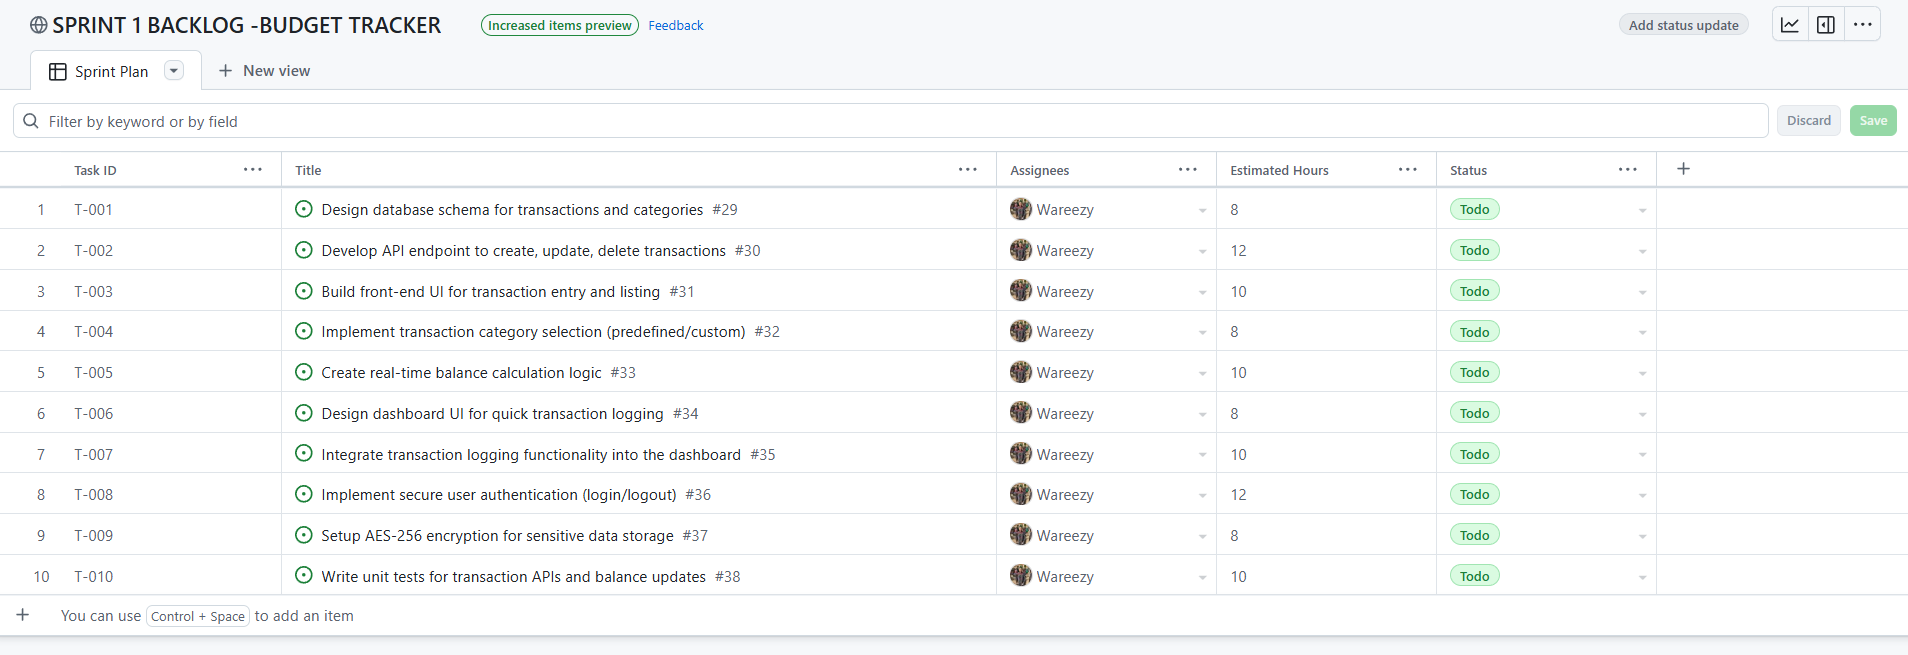 SPRINT 1 BACKLOG -BUDGET TRACKER Increased items preview Feedback Add status update
Sprint Plan New view
Filter by keyword or by field Discard Save
Task ID Title Assignees Estimated Hours Status
1 T-001 Design database schema for transactions and categories #29 Wareezy 8 Todo
2 T-002 Develop API endpoint to create, update, delete transactions #30 Wareezy 12 Todo
3 T-003 Build front-end UI for transaction entry and listing #31 Wareezy 10 Todo
4 T-004 Implement transaction category selection (predefined/custom) #32 Wareezy 8 Todo
5 T-005 Create real-time balance calculation logic #33 Wareezy 10 Todo
6 T-006 Design dashboard UI for quick transaction logging #34 Wareezy 8 Todo
7 T-007 Integrate transaction logging functionality into the dashboard #35 Wareezy 10 Todo
8 T-008 Implement secure user authentication (login/logout) #36 Wareezy 12 Todo
9 T-009 Setup AES-256 encryption for sensitive data storage #37 Wareezy 8 Todo
10 T-010 Write unit tests for transaction APIs and balance updates #38 Wareezy 10 Todo
You can use Control + Space to add an item